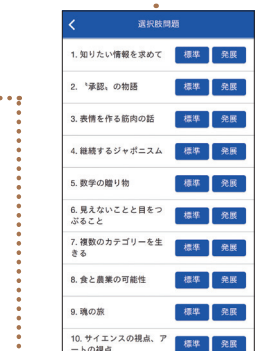 選択肢問題
1. 知りたい情報を求めて 標準 発展
2. 〝承認〟の物語 標準 発展
3. 表情を作る筋肉の話 標準 発展
4. 継続するジャポニスム 標準 発展
5. 数学の贈り物 標準 発展
6. 見えないことと目をつ 標準 発展
ぶること
7. 複数のカテゴリーを生 標準 発展
きる
8. 食と農業の可能性 標準 発展
9. 魂の旅 標準 発展
10. サイエンスの視点、ア 標準 発展
ートの視点